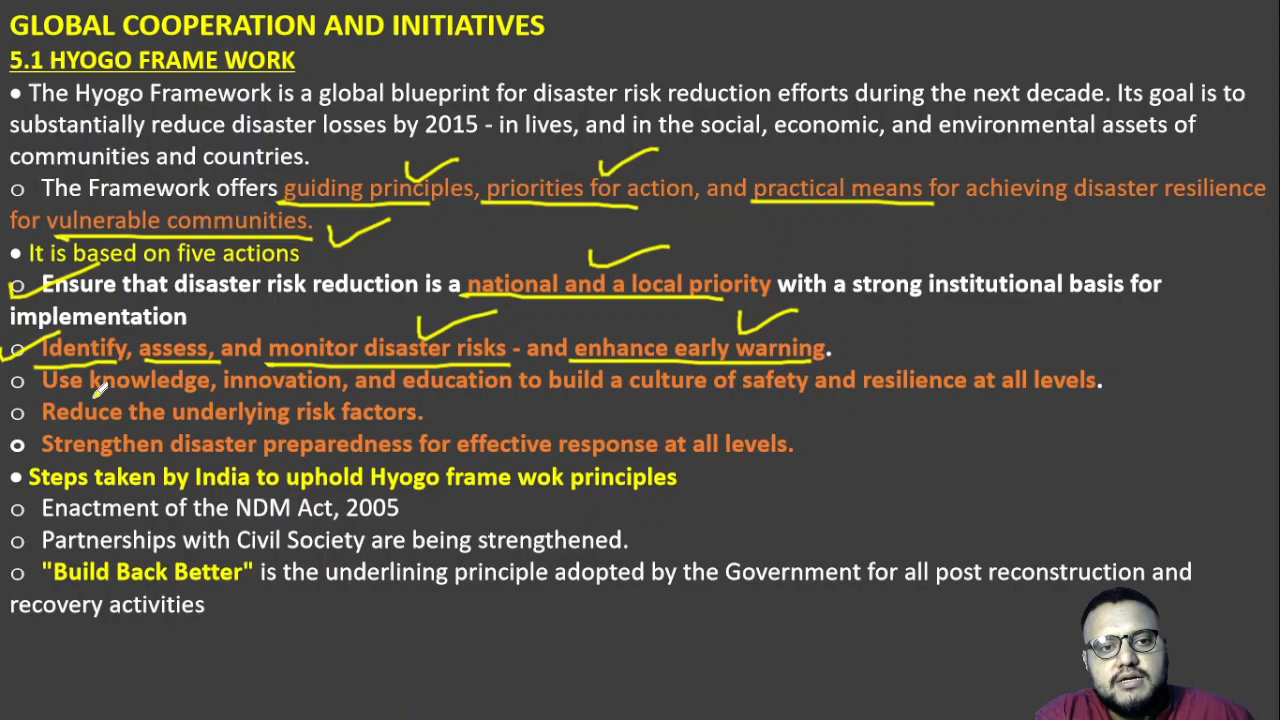 GLOBAL COOPERATION AND INITIATIVES
5.1 HYOGO FRAME WORK
• The Hyogo Framework is a global blueprint for disaster risk reduction efforts during the next decade. Its goal is to
substantially reduce disaster losses by 2015 - in lives, and in the social, economic, and environmental assets of
communities and countries.
o The Framework offers guiding principles, priorities for action, and practical means for achieving disaster resilience
for vulnerable communities.
• It is based on five actions
o Ensure that disaster risk reduction is a national and a local priority with a strong institutional basis for
implementation
o Identify, assess, and monitor disaster risks - and enhance early warning.
o Use knowledge, innovation, and education to build a culture of safety and resilience at all levels.
o Reduce the underlying risk factors.
o Strengthen disaster preparedness for effective response at all levels.
• Steps taken by India to uphold Hyogo frame wok principles
o Enactment of the NDM Act, 2005
o Partnerships with Civil Society are being strengthened.
o "Build Back Better" is the underlining principle adopted by the Government for all post reconstruction and
recovery activities